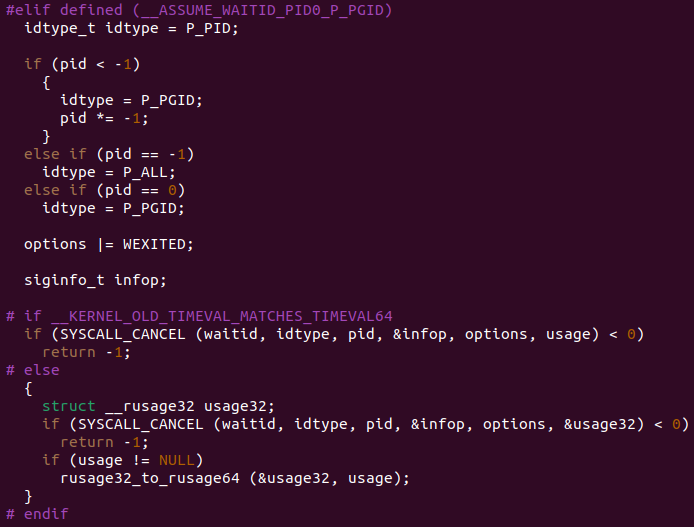 #elif defined (__ASSUME_WAITID_PID0_P_PGID)
  idtype_t idtype = P_PID;

  if (pid < -1)
    {
      idtype = P_PGID;
      pid *= -1;
    }
  else if (pid == -1)
    idtype = P_ALL;
  else if (pid == 0)
    idtype = P_PGID;

  options |= WEXITED;

  siginfo_t infop;

# if __KERNEL_OLD_TIMEVAL_MATCHES_TIMEVAL64
  if (SYSCALL_CANCEL (waitid, idtype, pid, &infop, options, usage) < 0)
    return -1;
# else
  {
    struct __rusage32 usage32;
    if (SYSCALL_CANCEL (waitid, idtype, pid, &infop, options, &usage32) < 0)
      return -1;
    if (usage != NULL)
      rusage32_to_rusage64 (&usage32, usage);
  }
# endif